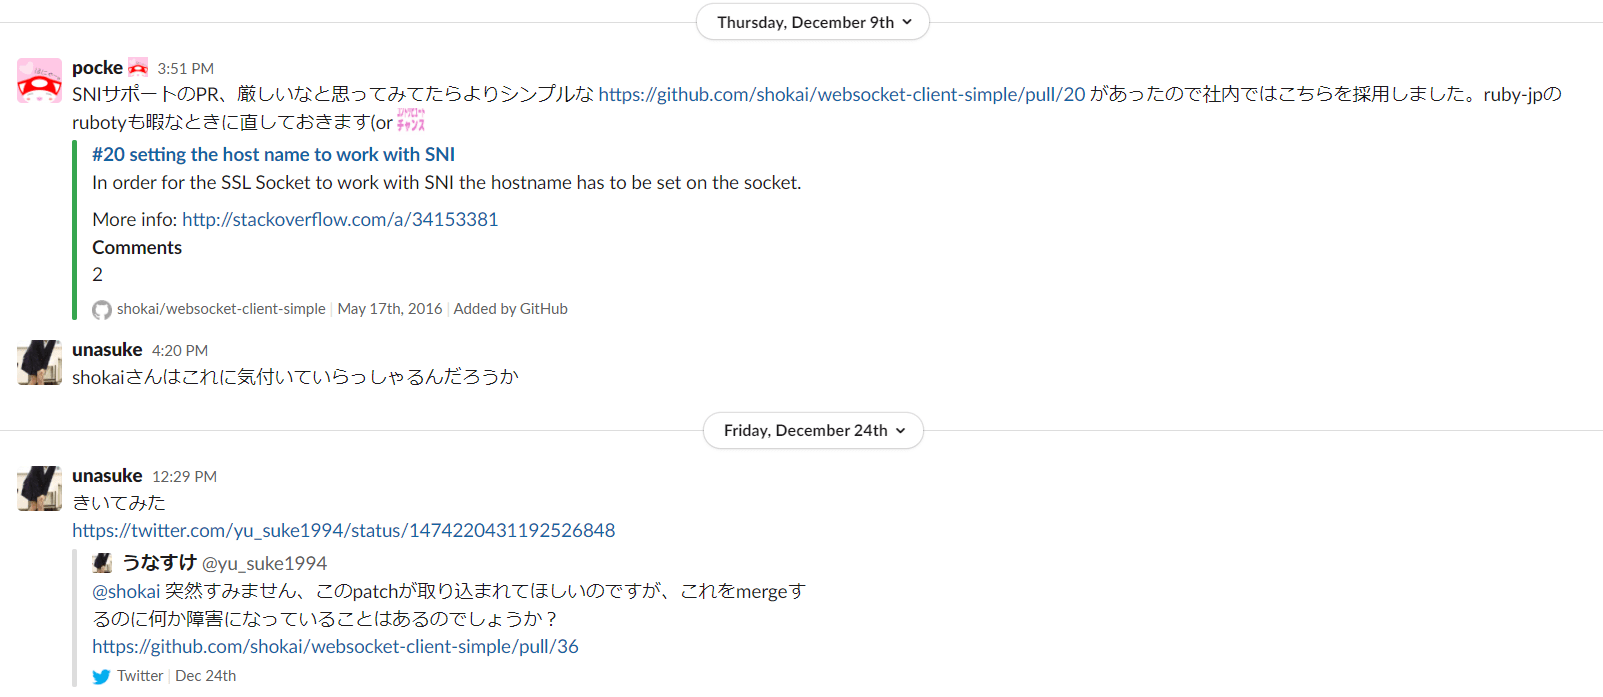 Thursday, December 9th
pocke 3:51 PM
SNIサポートのPR、厳しいなと思ってみてたらよりシンプルな https://github.com/shokai/websocket-client-simple/pull/20 があったので社内ではこちらを採用しました。ruby-jpの
rubotyも暇なときに直しておきます(or チャンス
#20 setting the host name to work with SNI
In order for the SSL Socket to work with SNI the hostname has to be set on the socket.
More info: http://stackoverflow.com/a/34153381
Comments
2
shokai/websocket-client-simple | May 17th, 2016 | Added by GitHub
unasuke 4:20 PM
shokaiさんはこれに気付いていらっしゃるんだろうか
Friday, December 24th
unasuke 12:29 PM
きいてみた
https://twitter.com/yu_suke1994/status/1474220431192526848
うなすけ @yu_suke1994
@shokai 突然すみません、このpatchが取り込まれてほしいのですが、これをmergeす
るのに何か障害になっていることはあるのでしょうか？
https://github.com/shokai/websocket-client-simple/pull/36
Twitter | Dec 24th